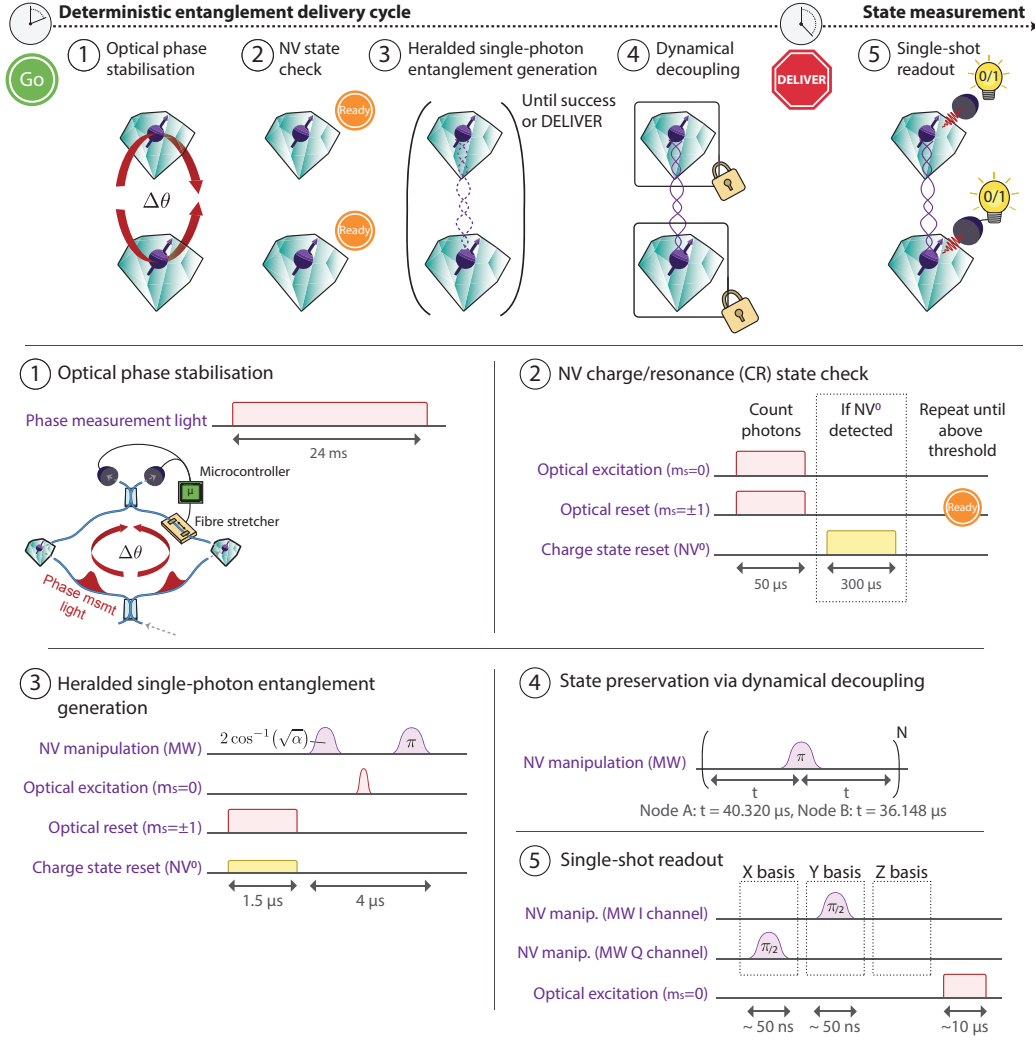 Deterministic entanglement delivery cycle
State measurement
Go
1 Optical phase
stabilisation
2 NV state
check
3 Heralded single-photon
entanglement generation
4 Dynamical
decoupling
DELIVER
5 Single-shot
readout
Ready
Ready
Until success
or DELIVER
0/1
0/1
Δθ
1 Optical phase stabilisation
Phase measurement light
24 ms
Microcontroller
μ
Fibre stretcher
Δθ
Phase msmt
light
2 NV charge/resonance (CR) state check
Count
photons
If NV⁰
detected
Repeat until
above
threshold
Optical excitation (mₛ=0)
Optical reset (mₛ=±1)
Ready
Charge state reset (NV⁰)
50 μs
300 μs
3 Heralded single-photon entanglement
generation
NV manipulation (MW)
2 cos⁻¹(√α)
π
Optical excitation (mₛ=0)
Optical reset (mₛ=±1)
Charge state reset (NV⁰)
1.5 μs
4 μs
4 State preservation via dynamical decoupling
N
NV manipulation (MW)
π
t
t
Node A: t = 40.320 μs, Node B: t = 36.148 μs
5 Single-shot readout
X basis
Y basis
Z basis
NV manip. (MW I channel)
π/2
NV manip. (MW Q channel)
π/2
Optical excitation (mₛ=0)
~ 50 ns
~ 50 ns
~10 μs